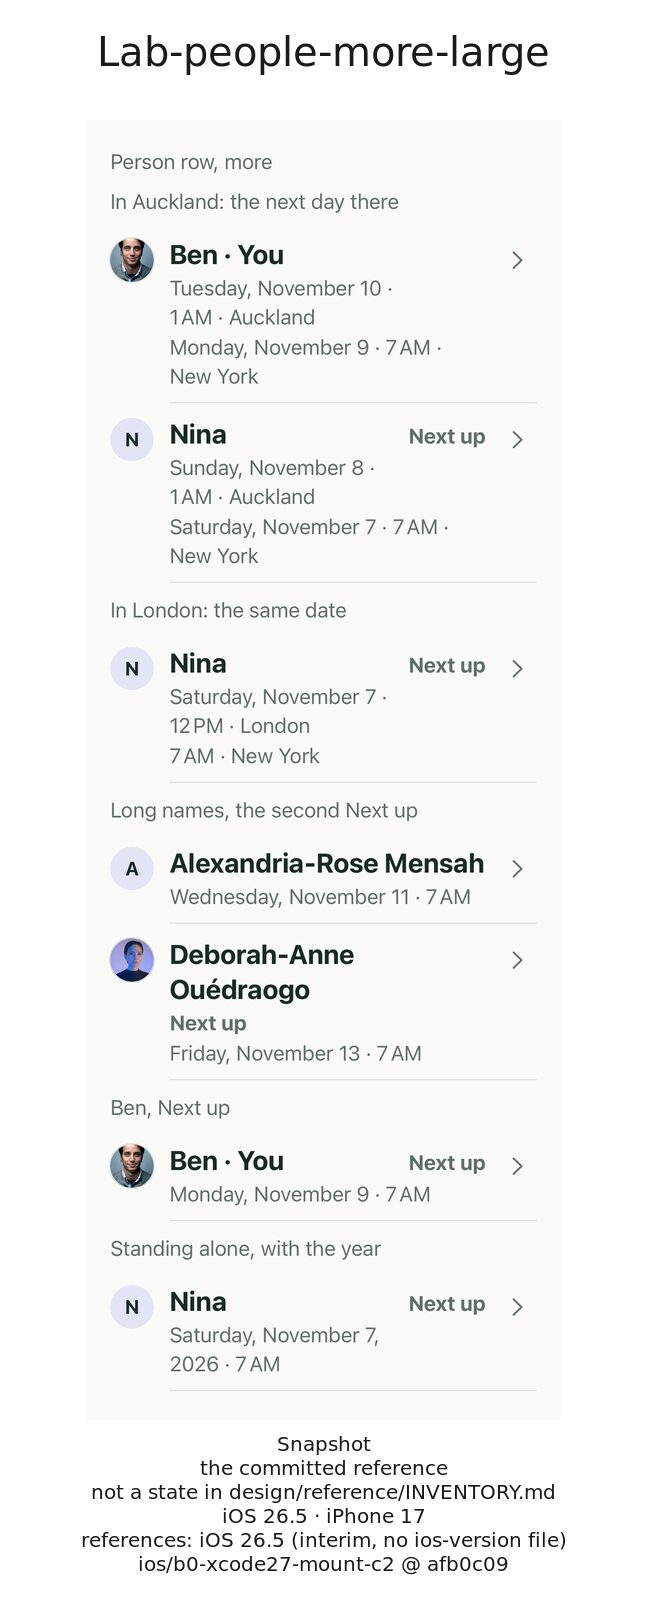 Lab-people-more-large
Person row, more
In Auckland: the next day there
Ben · You
Tuesday, November 10 ·
1 AM · Auckland
Monday, November 9 · 7 AM ·
New York
N
Nina
Next up
Sunday, November 8 ·
1 AM · Auckland
Saturday, November 7 · 7 AM ·
New York
In London: the same date
N
Nina
Next up
Saturday, November 7 ·
12 PM · London
7 AM · New York
Long names, the second Next up
A
Alexandria-Rose Mensah
Wednesday, November 11 · 7 AM
Deborah-Anne
Ouédraogo
Next up
Friday, November 13 · 7 AM
Ben, Next up
Ben · You
Next up
Monday, November 9 · 7 AM
Standing alone, with the year
N
Nina
Next up
Saturday, November 7,
2026 · 7 AM
Snapshot
the committed reference
not a state in design/reference/INVENTORY.md
iOS 26.5 · iPhone 17
references: iOS 26.5 (interim, no ios-version file)
ios/b0-xcode27-mount-c2 @ afb0c09